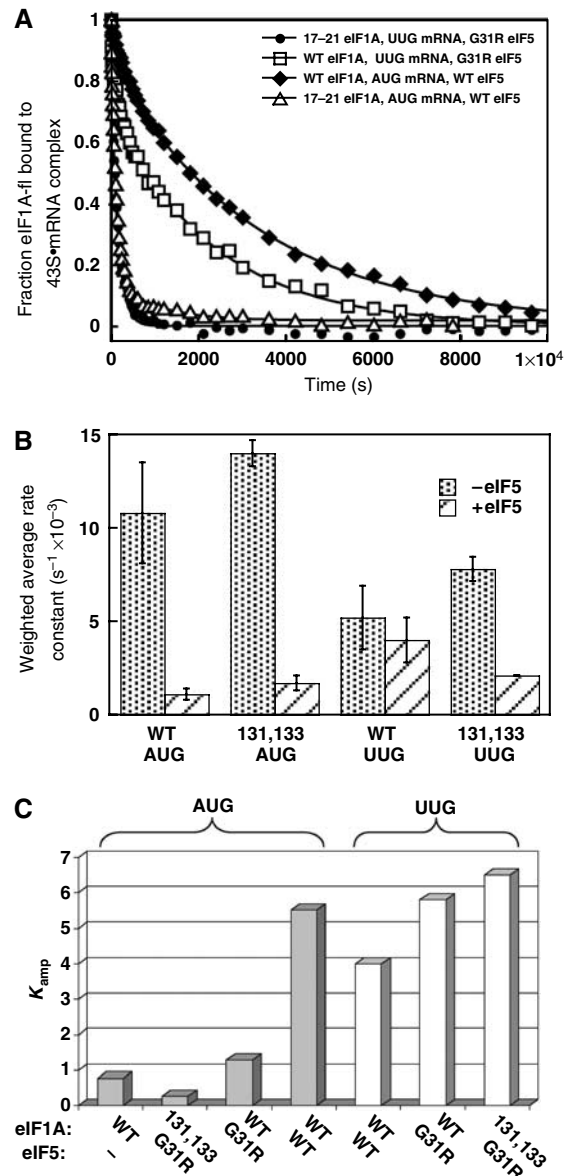 A
17–21 eIF1A, UUG mRNA, G31R eIF5
WT eIF1A, UUG mRNA, G31R eIF5
WT eIF1A, AUG mRNA, WT eIF5
17–21 eIF1A, AUG mRNA, WT eIF5
Fraction eIF1A-fl bound to
43S•mRNA complex
1
0.8
0.6
0.4
0.2
0
0 2000 4000 6000 8000 1×10⁴
Time (s)
B
Weighted average rate
constant (s⁻¹ ×10⁻³)
15
10
5
0
–eIF5
+eIF5
WT 131,133 WT 131,133
AUG AUG UUG UUG
C
AUG UUG
Kamp
7
6
5
4
3
2
1
0
eIF1A: WT 131,133 WT WT WT WT 131,133
eIF5: – G31R G31R WT WT G31R G31R